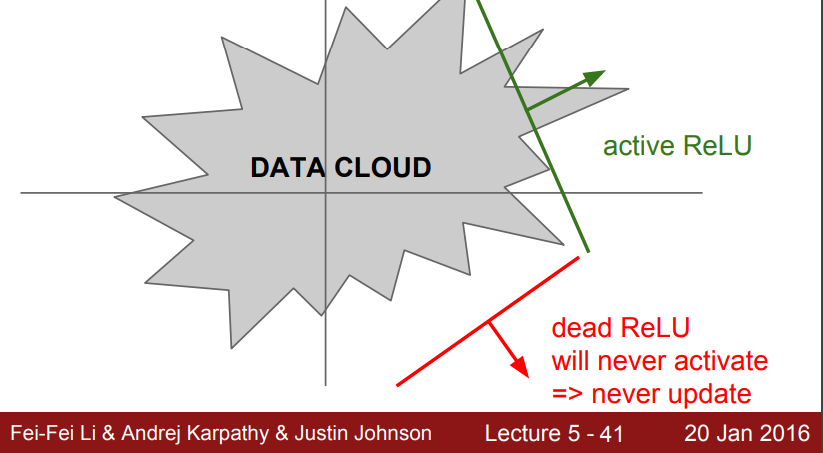 DATA CLOUD
active ReLU
dead ReLU
will never activate
=> never update
Fei-Fei Li & Andrej Karpathy & Justin Johnson Lecture 5 - 41 20 Jan 2016